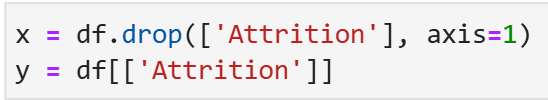 x = df.drop(['Attrition'], axis=1)
y = df[['Attrition']]